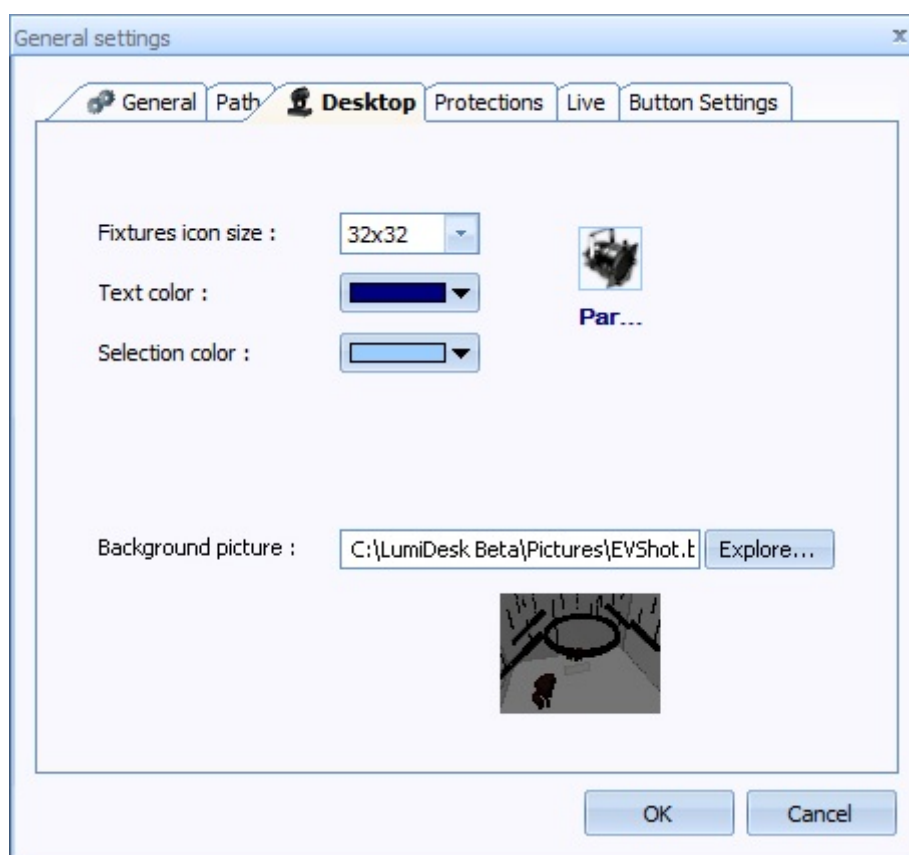 General settings x
General Path Desktop Protections Live Button Settings
Fixtures icon size : 32x32
Text color :
Par...
Selection color :
Background picture : C:\LumiDesk Beta\Pictures\EVShot.b Explore...
OK Cancel